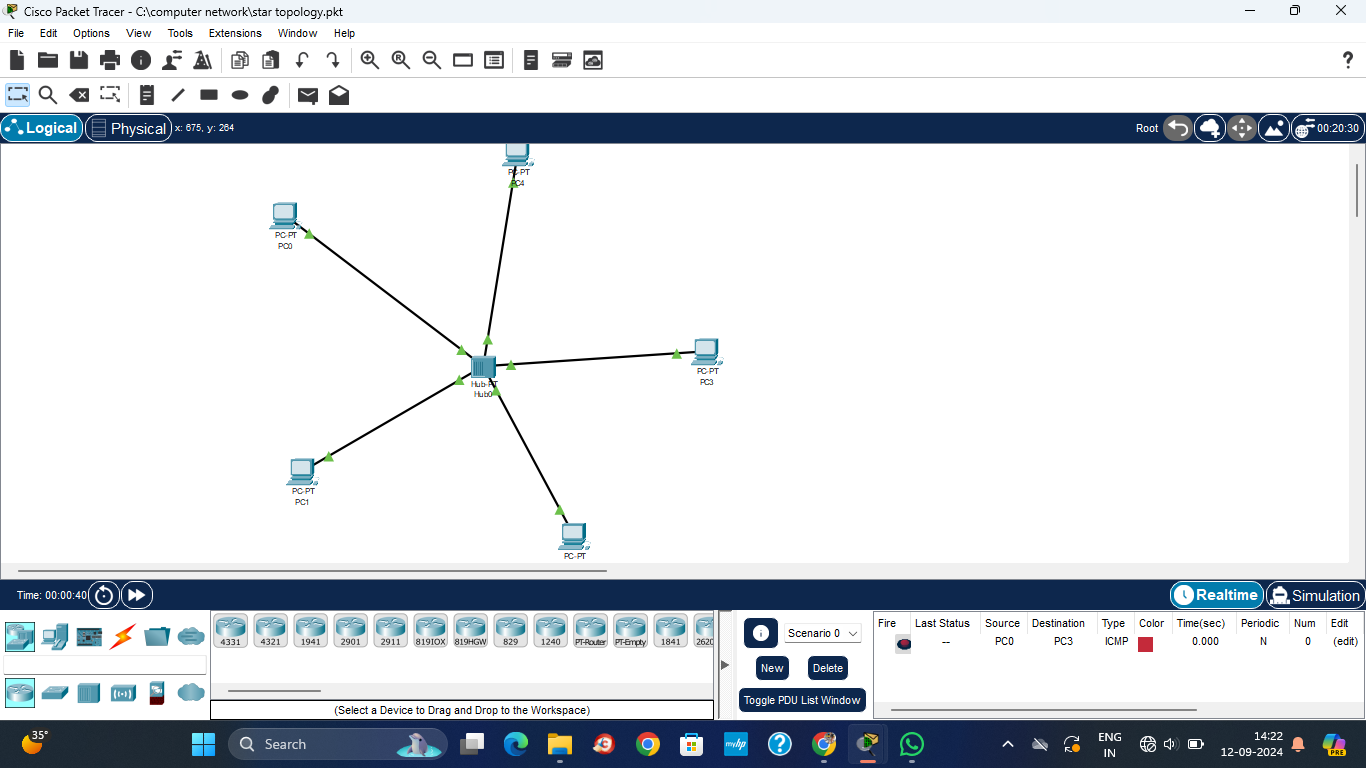 Cisco Packet Tracer - C:\computer network\star topology.pkt
File Edit Options View Tools Extensions Window Help
Logical Physical x: 675, y: 264 Root 00:20:30
PC-PT
PC4
PC-PT
PC0
PC-PT
PC3
Hub-PT
Hub0
PC-PT
PC1
PC-PT
Time: 00:00:40 Realtime Simulation
4331 4321 1941 2901 2911 819IOX 819HGW 829 1240 PT-Router PT-Empty 1841 2620
(Select a Device to Drag and Drop to the Workspace)
Scenario 0
New Delete
Toggle PDU List Window
Fire Last Status Source Destination Type Color Time(sec) Periodic Num Edit
-- PC0 PC3 ICMP 0.000 N 0 (edit)
35°
Search
myhp
ENG
IN
14:22
12-09-2024
PRE